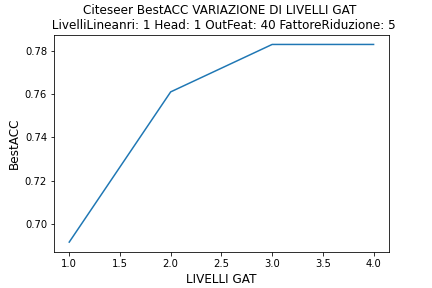 Citeseer BestACC VARIAZIONE DI LIVELLI GAT
LivelliLineanri: 1 Head: 1 OutFeat: 40 FattoreRiduzione: 5
BestACC
0.78
0.76
0.74
0.72
0.70
1.0 1.5 2.0 2.5 3.0 3.5 4.0
LIVELLI GAT